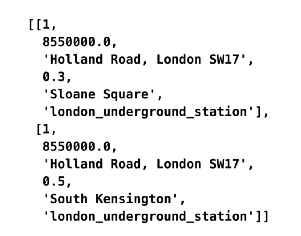 [[1,
8550000.0,
'Holland Road, London SW17',
0.3,
'Sloane Square',
'london_underground_station'],
[1,
8550000.0,
'Holland Road, London SW17',
0.5,
'South Kensington',
'london_underground_station']]